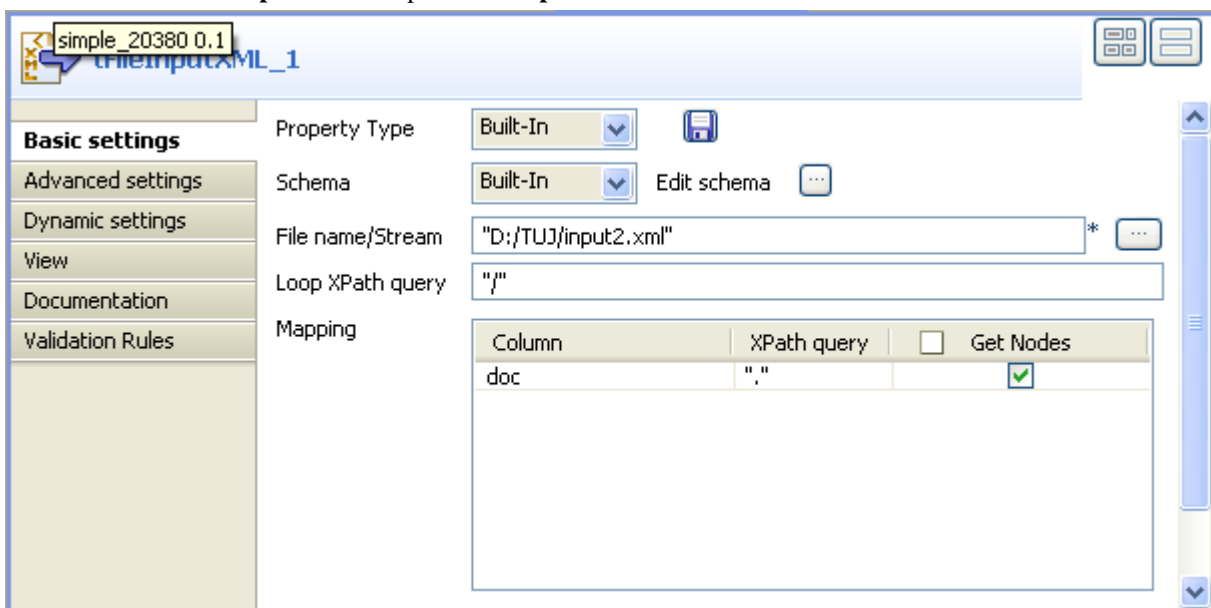 simple_20380 0.1
tFileInputXML_1
Basic settings
Advanced settings
Dynamic settings
View
Documentation
Validation Rules
Property Type Built-In
Schema Built-In Edit schema ...
File name/Stream "D:/TUJ/input2.xml" * ...
Loop XPath query "/"
Mapping
Column XPath query Get Nodes
doc "."